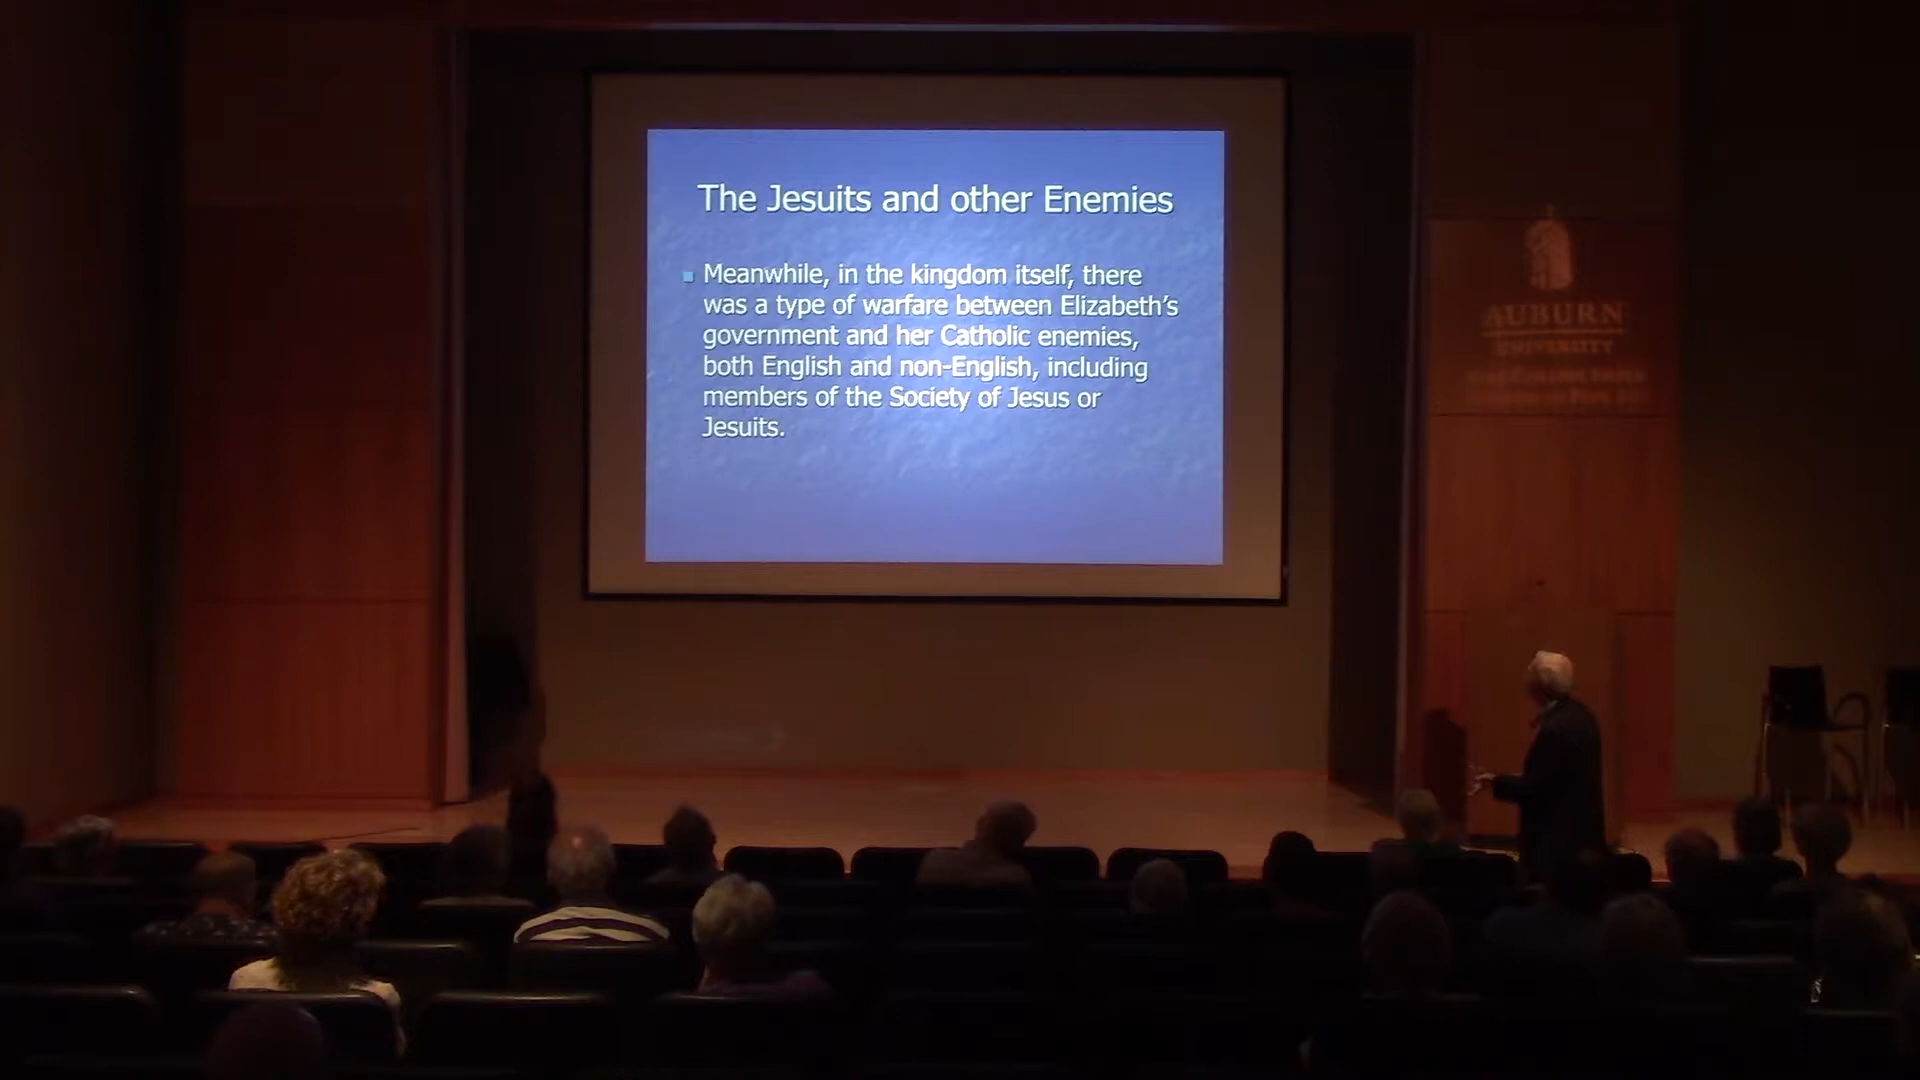 The Jesuits and other Enemies
Meanwhile, in the kingdom itself, there
was a type of warfare between Elizabeth's
government and her Catholic enemies,
both English and non-English, including
members of the Society of Jesus or
Jesuits.
AUBURN
UNIVERSITY